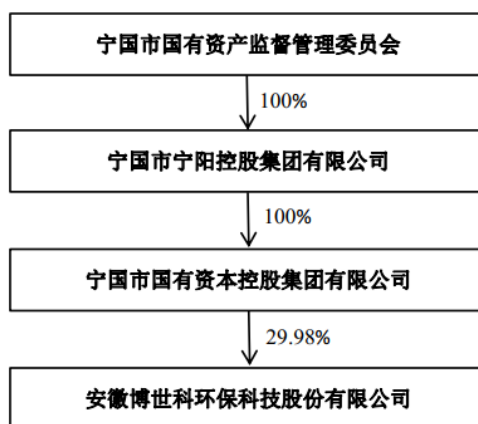 宁国市国有资产监督管理委员会
100%
宁国市宁阳控股集团有限公司
100%
宁国市国有资本控股集团有限公司
29.98%
安徽博世科环保科技股份有限公司